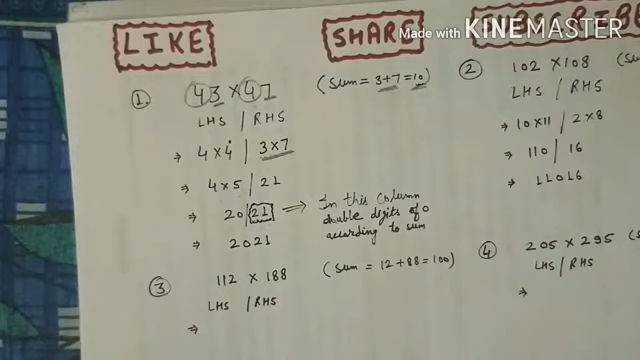 Made with KINEMASTER
LIKE
SHARE
① 43 × 47 (Sum = 3+7=10)
LHS / RHS
⇒ 4 × 4̇ / 3×7
⇒ 4×5 / 21
⇒ 20/21 ⇒ In this column
double digits of 0
according to sum
⇒ 2021
② 102 × 108
LHS / RHS
⇒ 10×11 / 2×8
⇒ 110 / 16
⇒ 11016
③ 112 × 188 (Sum = 12+88=100)
LHS / RHS
⇒
④ 205 × 295
LHS / RHS
⇒